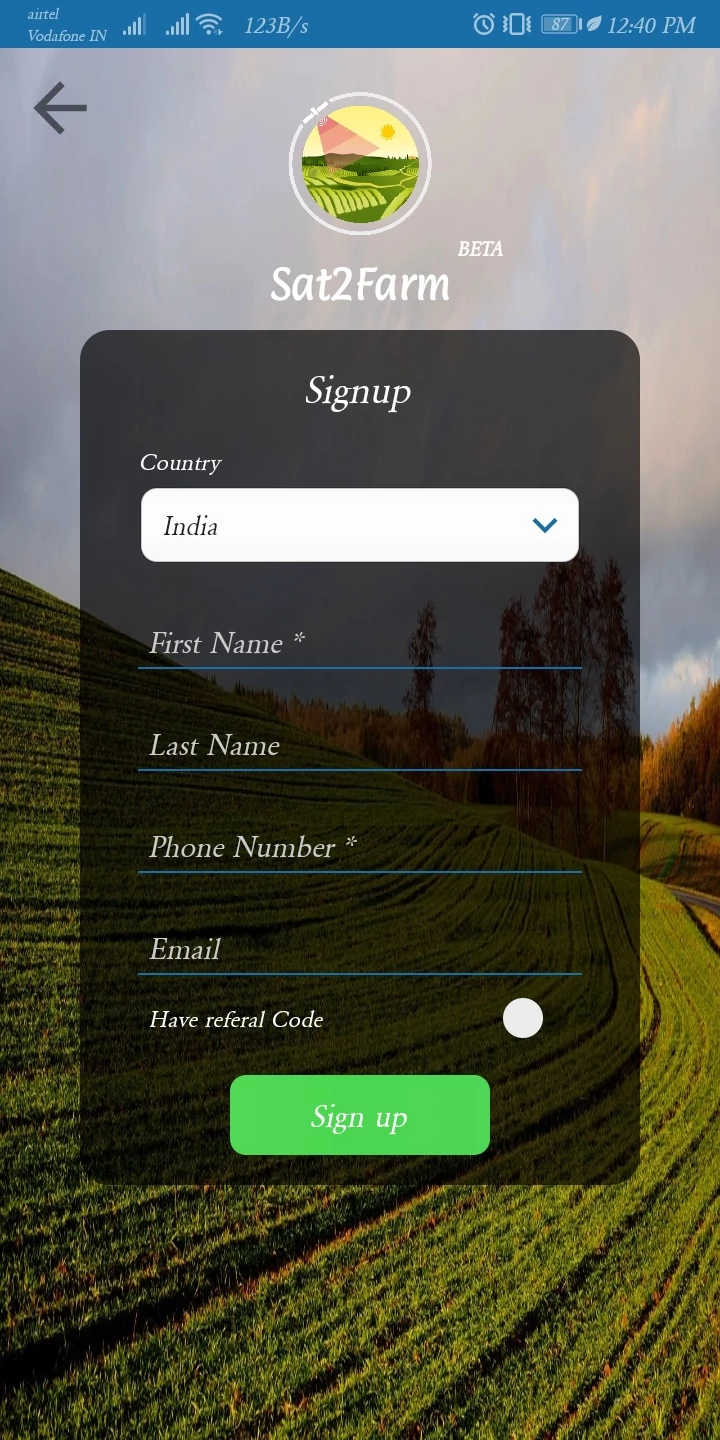 airtel
Vodafone IN 123B/s 87 12:40 PM
BETA
Sat2Farm
Signup
Country
India
First Name *
Last Name
Phone Number *
Email
Have referal Code
Sign up